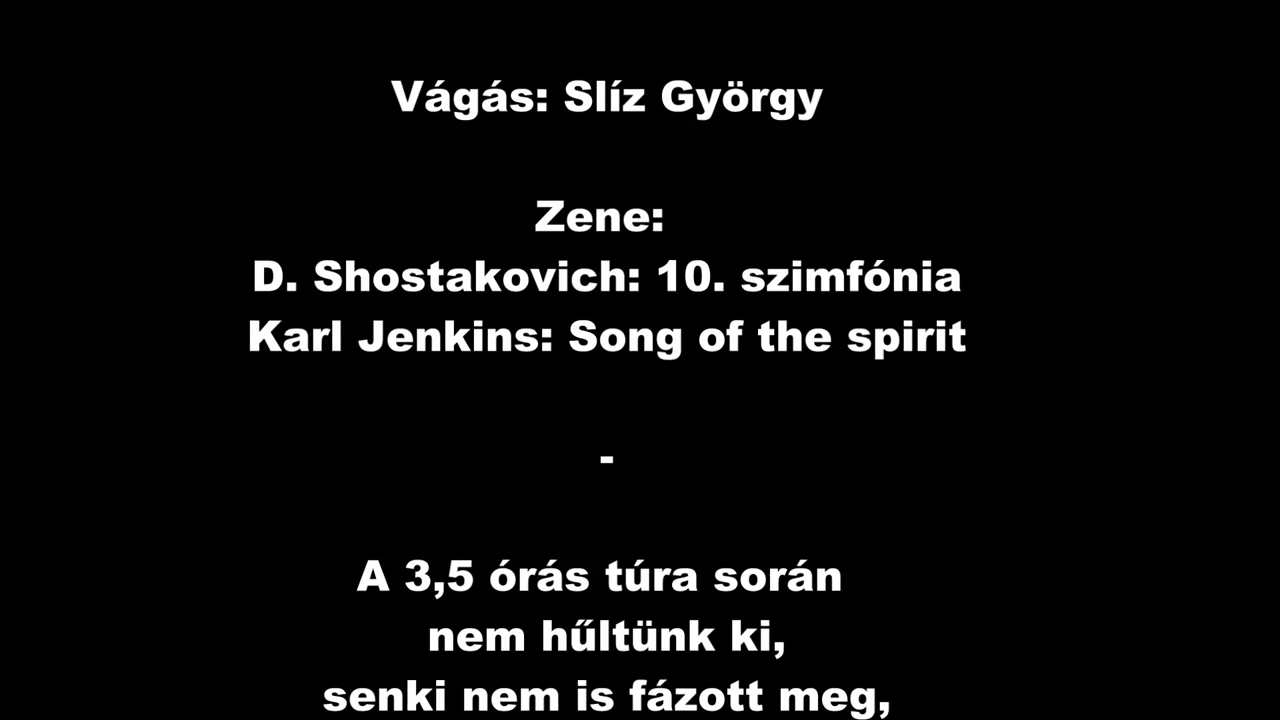 Vágás: Slíz György
Zene:
D. Shostakovich: 10. szimfónia
Karl Jenkins: Song of the spirit
-
A 3,5 órás túra során
nem hűltünk ki,
senki nem is fázott meg,